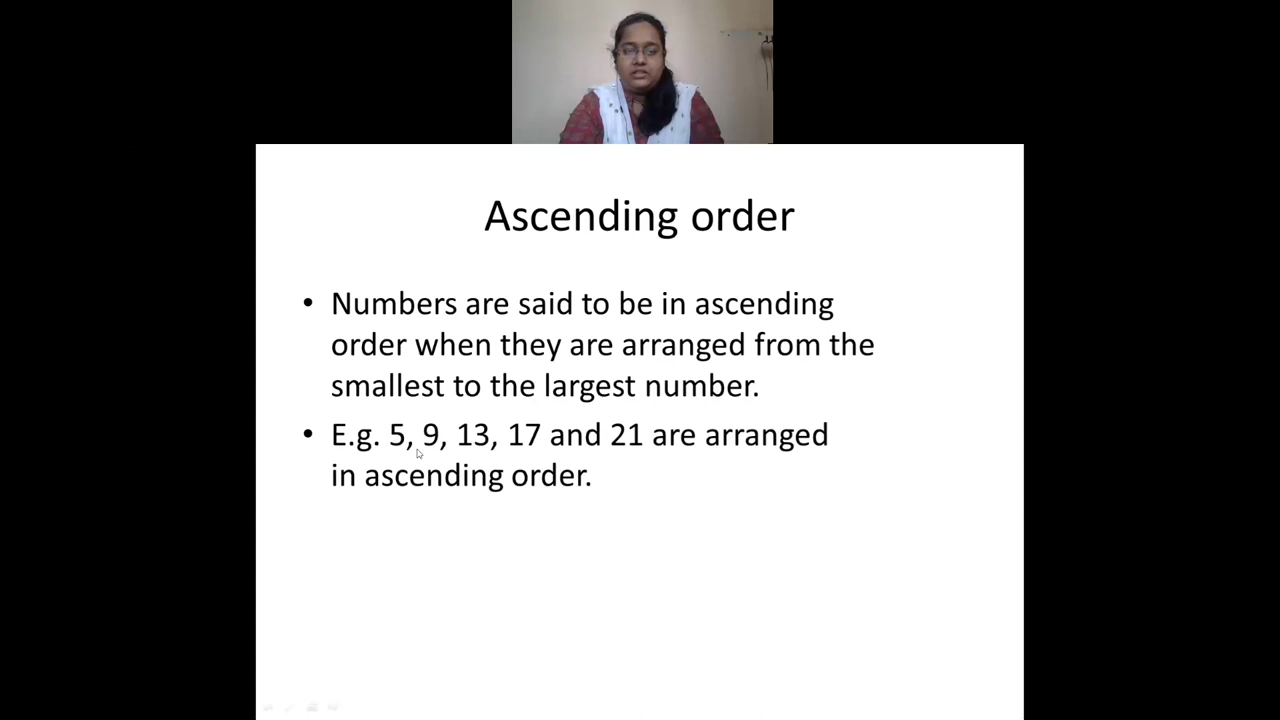 Ascending order
• Numbers are said to be in ascending
order when they are arranged from the
smallest to the largest number.
• E.g. 5, 9, 13, 17 and 21 are arranged
in ascending order.